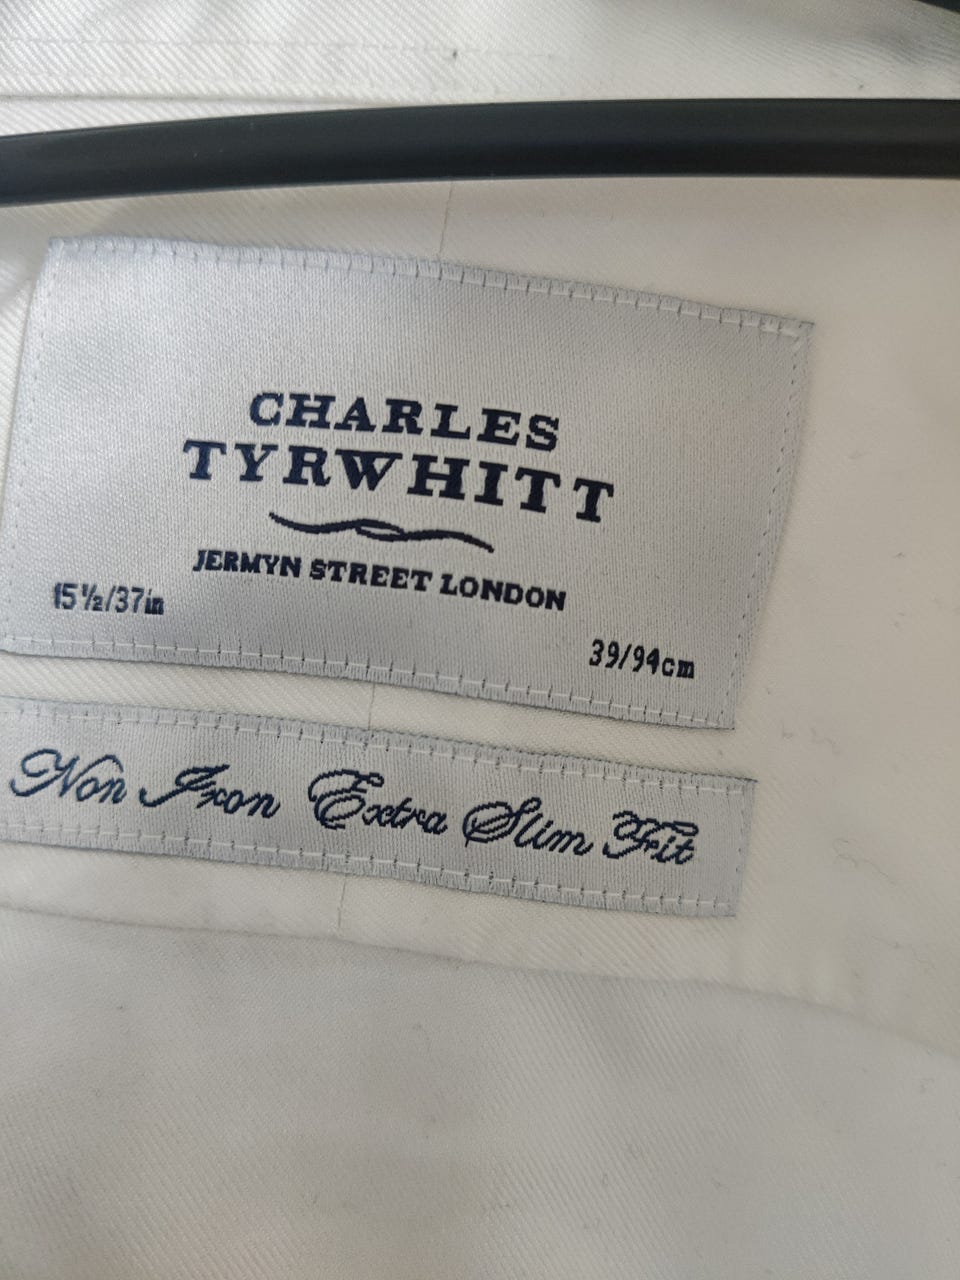 CHARLES
TYRWHITT
JERMYN STREET LONDON
15½/37in
39/94cm
Non Iron Extra Slim Fit